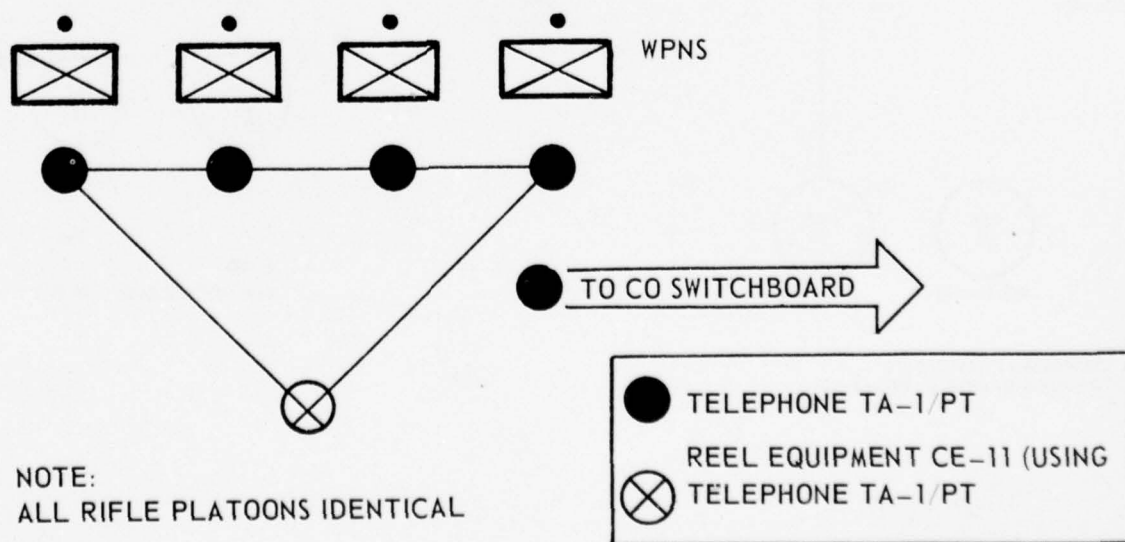 WPNS
TO CO SWITCHBOARD
TELEPHONE TA-1/PT
REEL EQUIPMENT CE-11 (USING
TELEPHONE TA-1/PT
NOTE:
ALL RIFLE PLATOONS IDENTICAL